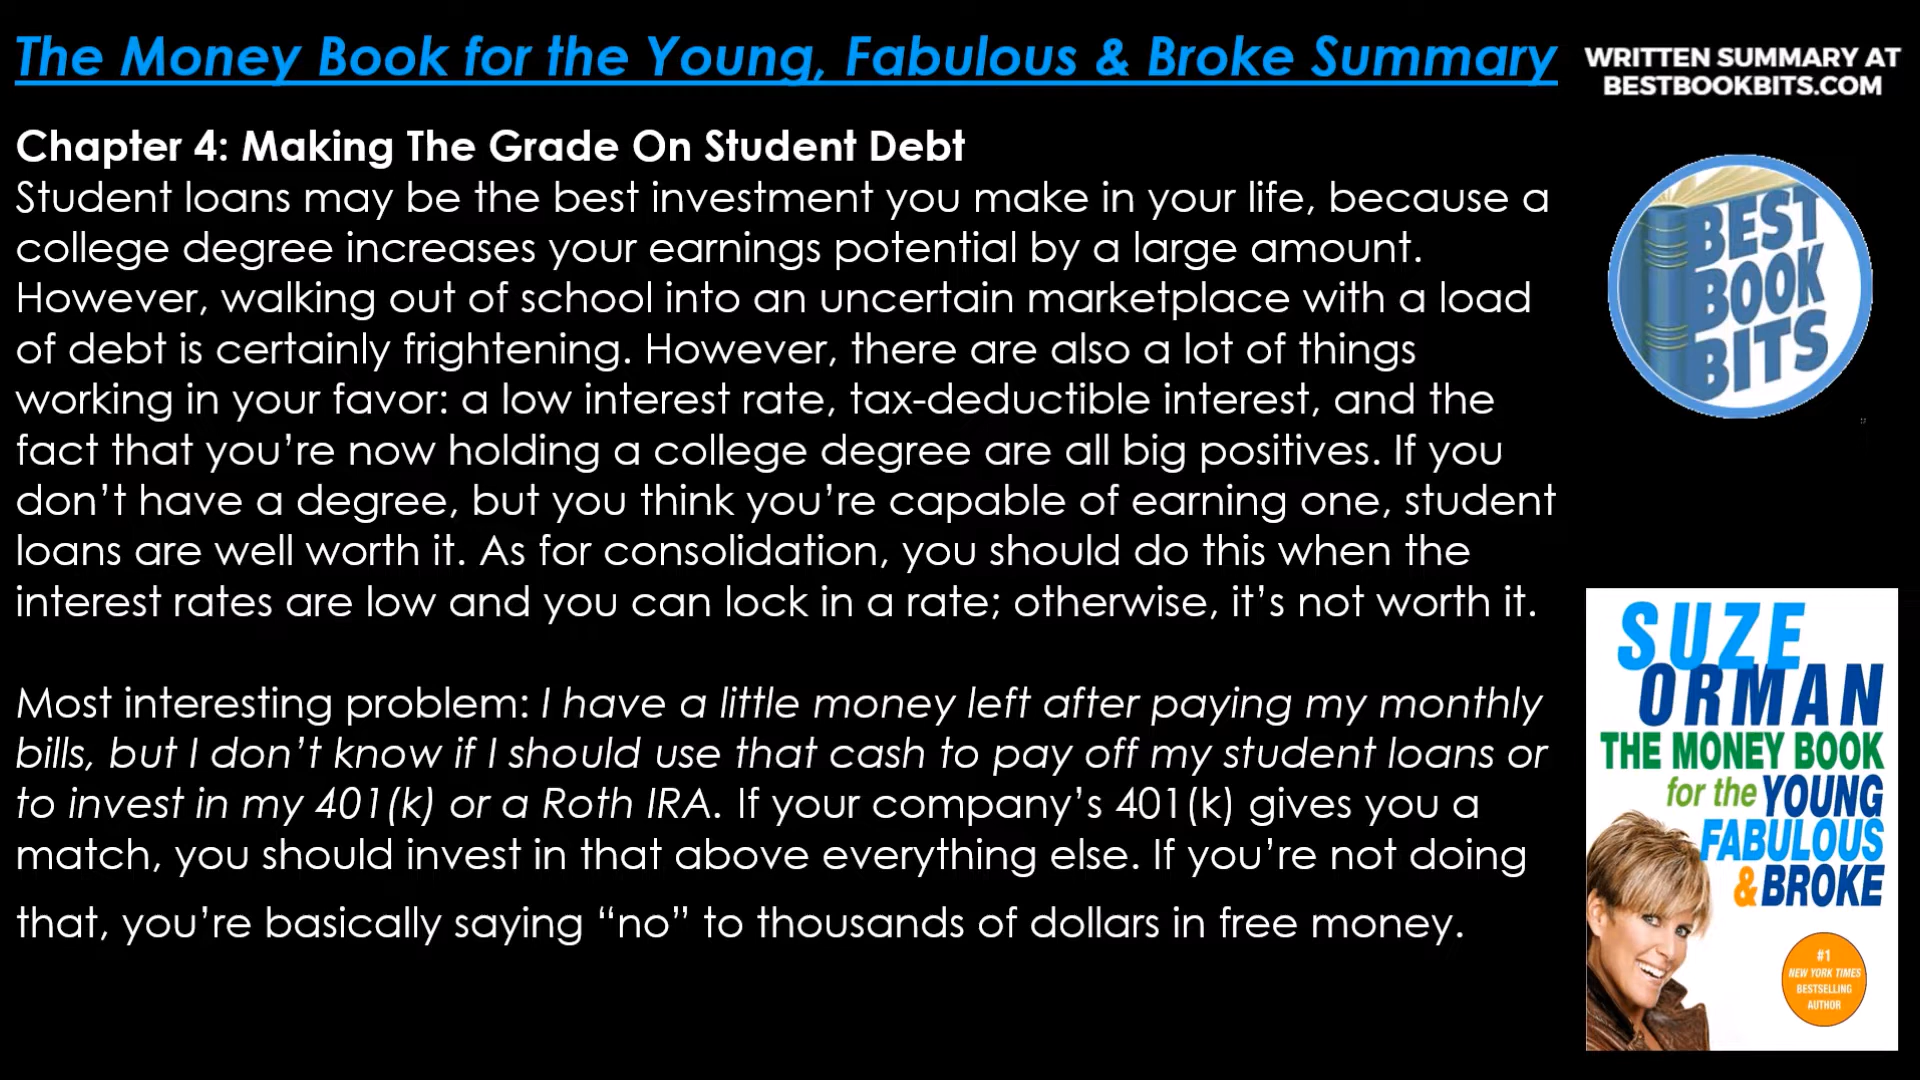 The Money Book for the Young, Fabulous & Broke Summary
WRITTEN SUMMARY AT
BESTBOOKBITS.COM
Chapter 4: Making The Grade On Student Debt
Student loans may be the best investment you make in your life, because a
college degree increases your earnings potential by a large amount.
However, walking out of school into an uncertain marketplace with a load
of debt is certainly frightening. However, there are also a lot of things
working in your favor: a low interest rate, tax-deductible interest, and the
fact that you’re now holding a college degree are all big positives. If you
don’t have a degree, but you think you’re capable of earning one, student
loans are well worth it. As for consolidation, you should do this when the
interest rates are low and you can lock in a rate; otherwise, it’s not worth it.
Most interesting problem: I have a little money left after paying my monthly
bills, but I don’t know if I should use that cash to pay off my student loans or
to invest in my 401(k) or a Roth IRA. If your company’s 401(k) gives you a
match, you should invest in that above everything else. If you’re not doing
that, you’re basically saying “no” to thousands of dollars in free money.
BEST
BOOK
BITS
SUZE
ORMAN
THE MONEY BOOK
for the YOUNG
FABULOUS
& BROKE
#1
NEW YORK TIMES
BESTSELLING
AUTHOR